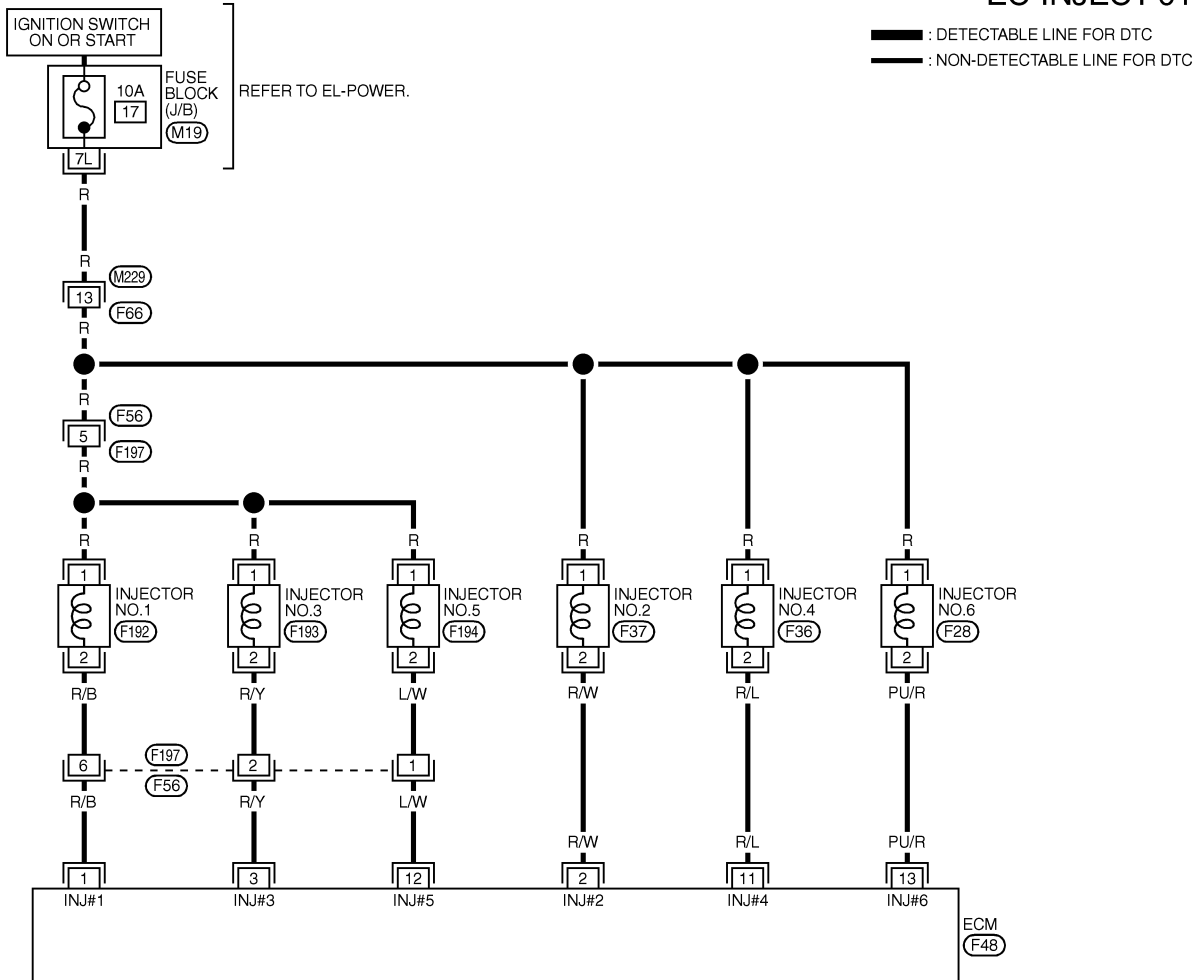 IGNITION SWITCH
ON OR START
: DETECTABLE LINE FOR DTC
: NON-DETECTABLE LINE FOR DTC
10A
17
FUSE
BLOCK
(J/B)
M19
REFER TO EL-POWER.
7L
R
R
M229
13
F66
R
R
F56
5
F197
R
R R R R R R
1 1 1 1 1 1
INJECTOR
NO.1
F192
INJECTOR
NO.3
F193
INJECTOR
NO.5
F194
INJECTOR
NO.2
F37
INJECTOR
NO.4
F36
INJECTOR
NO.6
F28
2 2 2 2 2 2
R/B R/Y L/W R/W R/L PU/R
6 F197 2 1
F56
R/B R/Y L/W
R/W R/L PU/R
1 3 12 2 11 13
INJ#1 INJ#3 INJ#5 INJ#2 INJ#4 INJ#6
ECM
F48